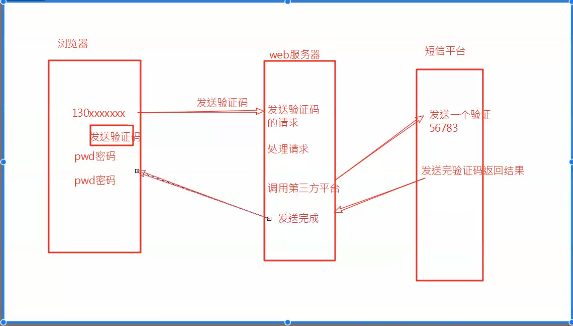 浏览器
130xxxxxxx
发送验证码
pwd密码
pwd密码
发送验证码
web服务器
发送验证码
的请求
处理请求
调用第三方平台
发送完成
短信平台
发送一个验证
56783
发送完验证码返回结果